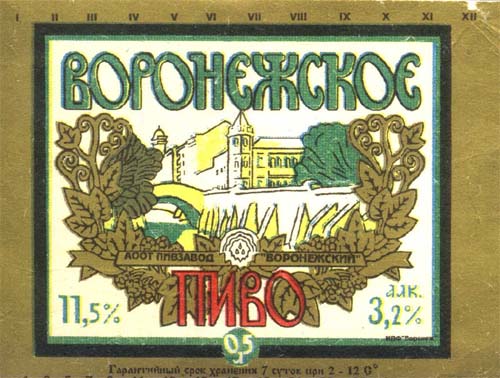 I II III IV V VI VII VIII IX X XI XII
ВОРОНЕЖСКОЕ
АООТ ПИВЗАВОД "ВОРОНЕЖСКИЙ"
ПИВО
11,5%
алк.
3,2%
0,5
Гарантийный срок хранения 7 суток при 2 - 12 С°